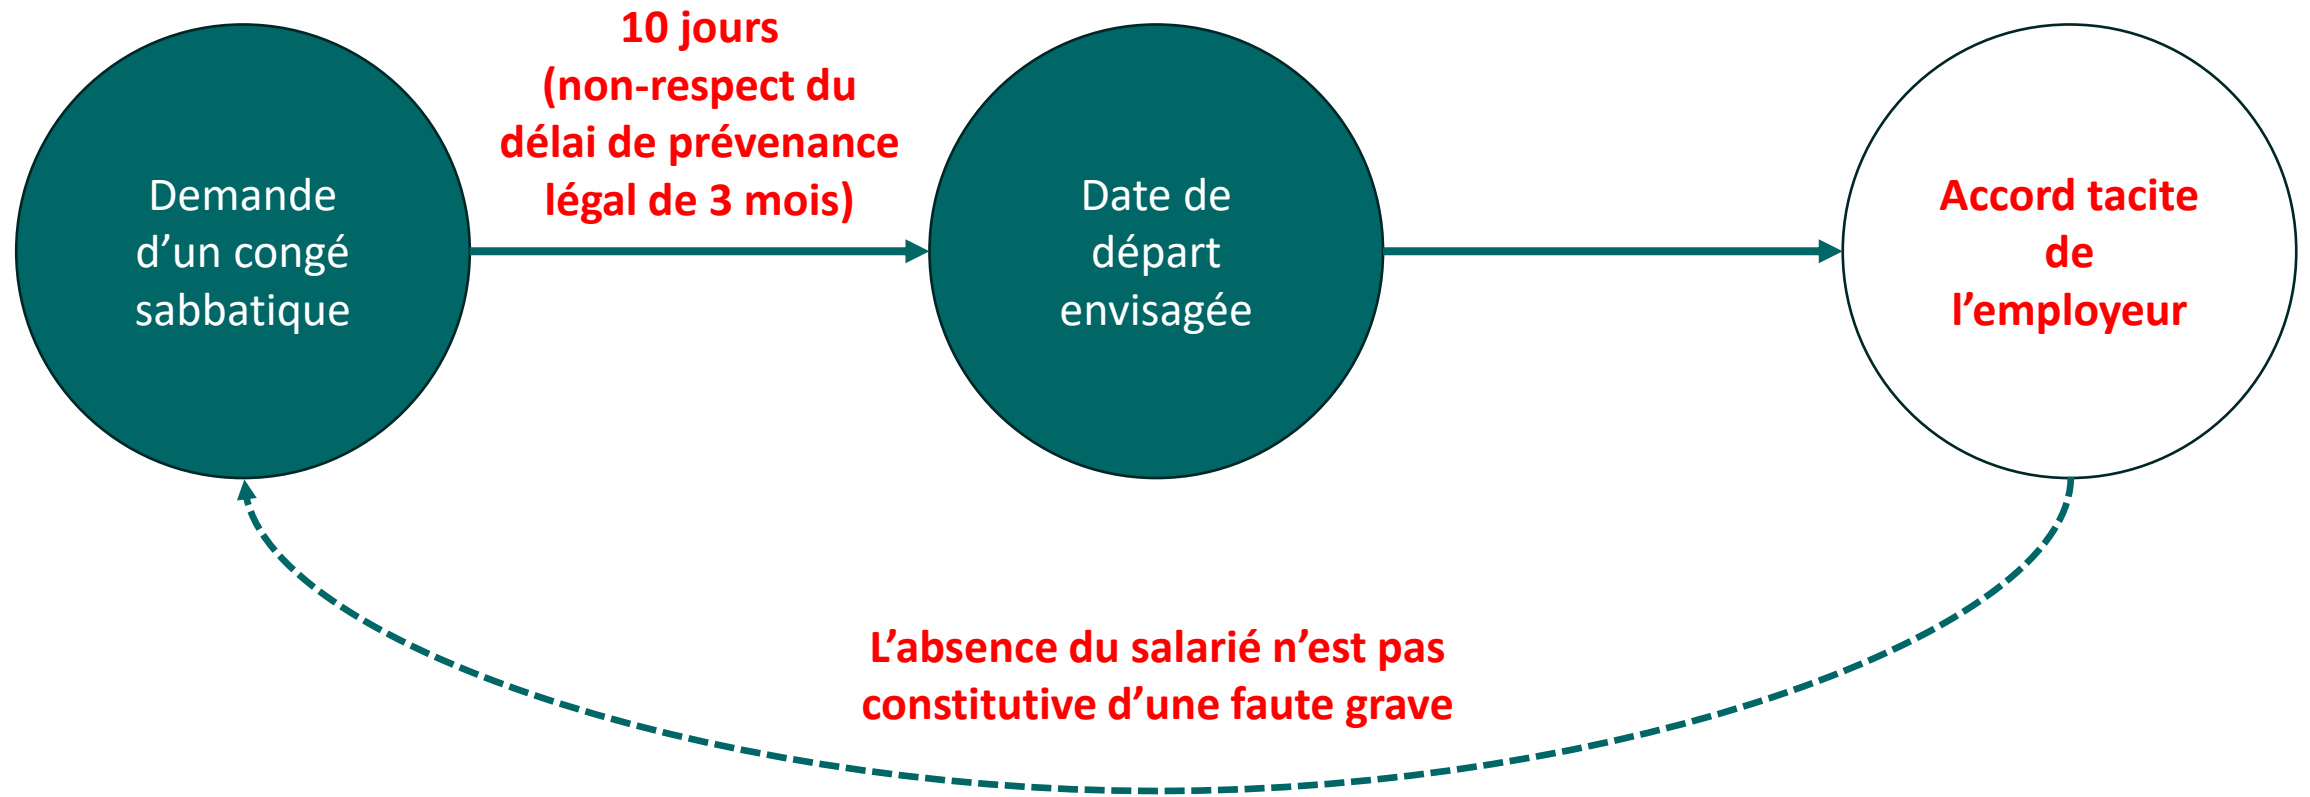 Demande
d’un congé
sabbatique
10 jours
(non-respect du
délai de prévenance
légal de 3 mois)
Date de
départ
envisagée
Accord tacite
de
l’employeur
L’absence du salarié n’est pas
constitutive d’une faute grave